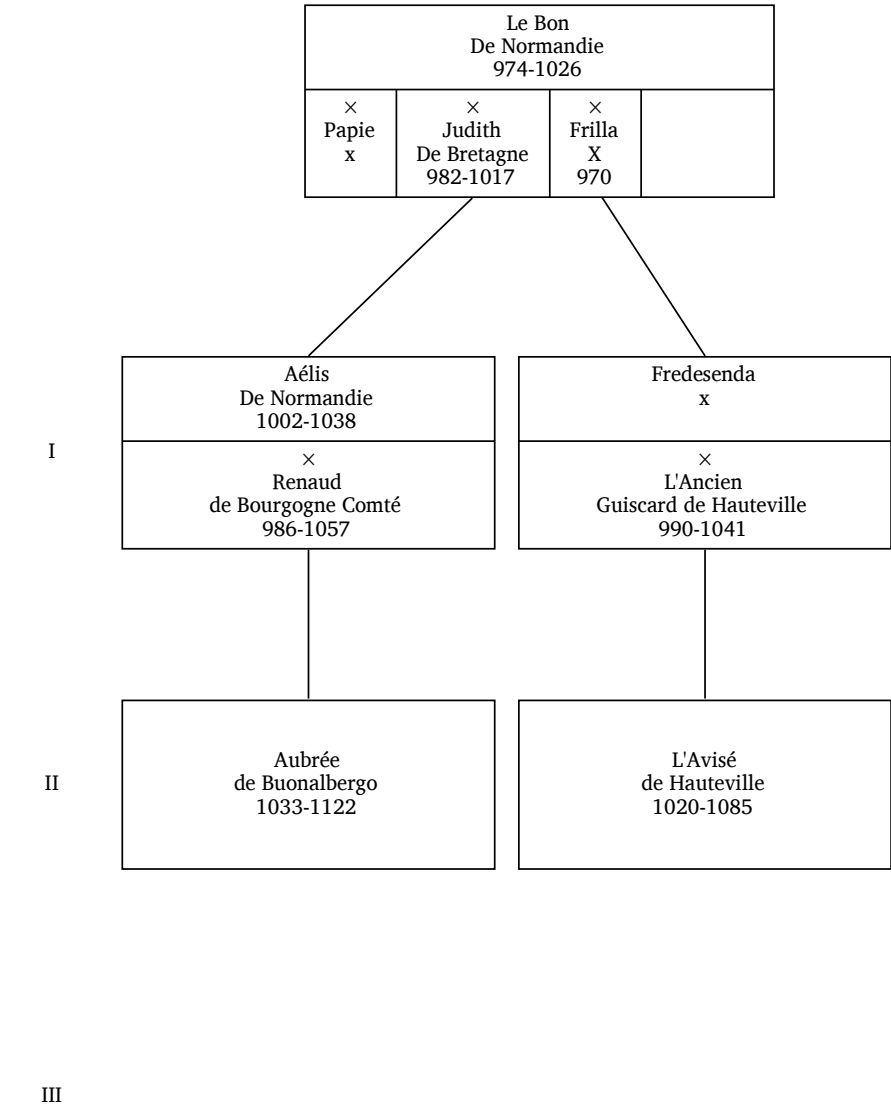 Le Bon
De Normandie
974-1026
×
Papie
x
×
Judith
De Bretagne
982-1017
×
Frilla
X
970
Aélis
De Normandie
1002-1038
Fredesenda
x
I
×
Renaud
de Bourgogne Comté
986-1057
×
L'Ancien
Guiscard de Hauteville
990-1041
II
Aubrée
de Buonalbergo
1033-1122
L'Avisé
de Hauteville
1020-1085
III